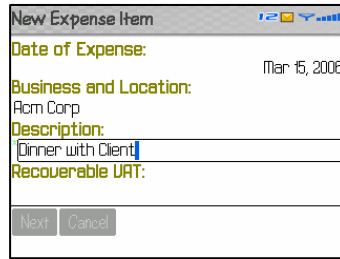 New Expense Item 12
Date of Expense:
Mar 15, 2006
Business and Location:
Acm Corp
Description:
Dinner with Client
Recoverable VAT:
Next Cancel